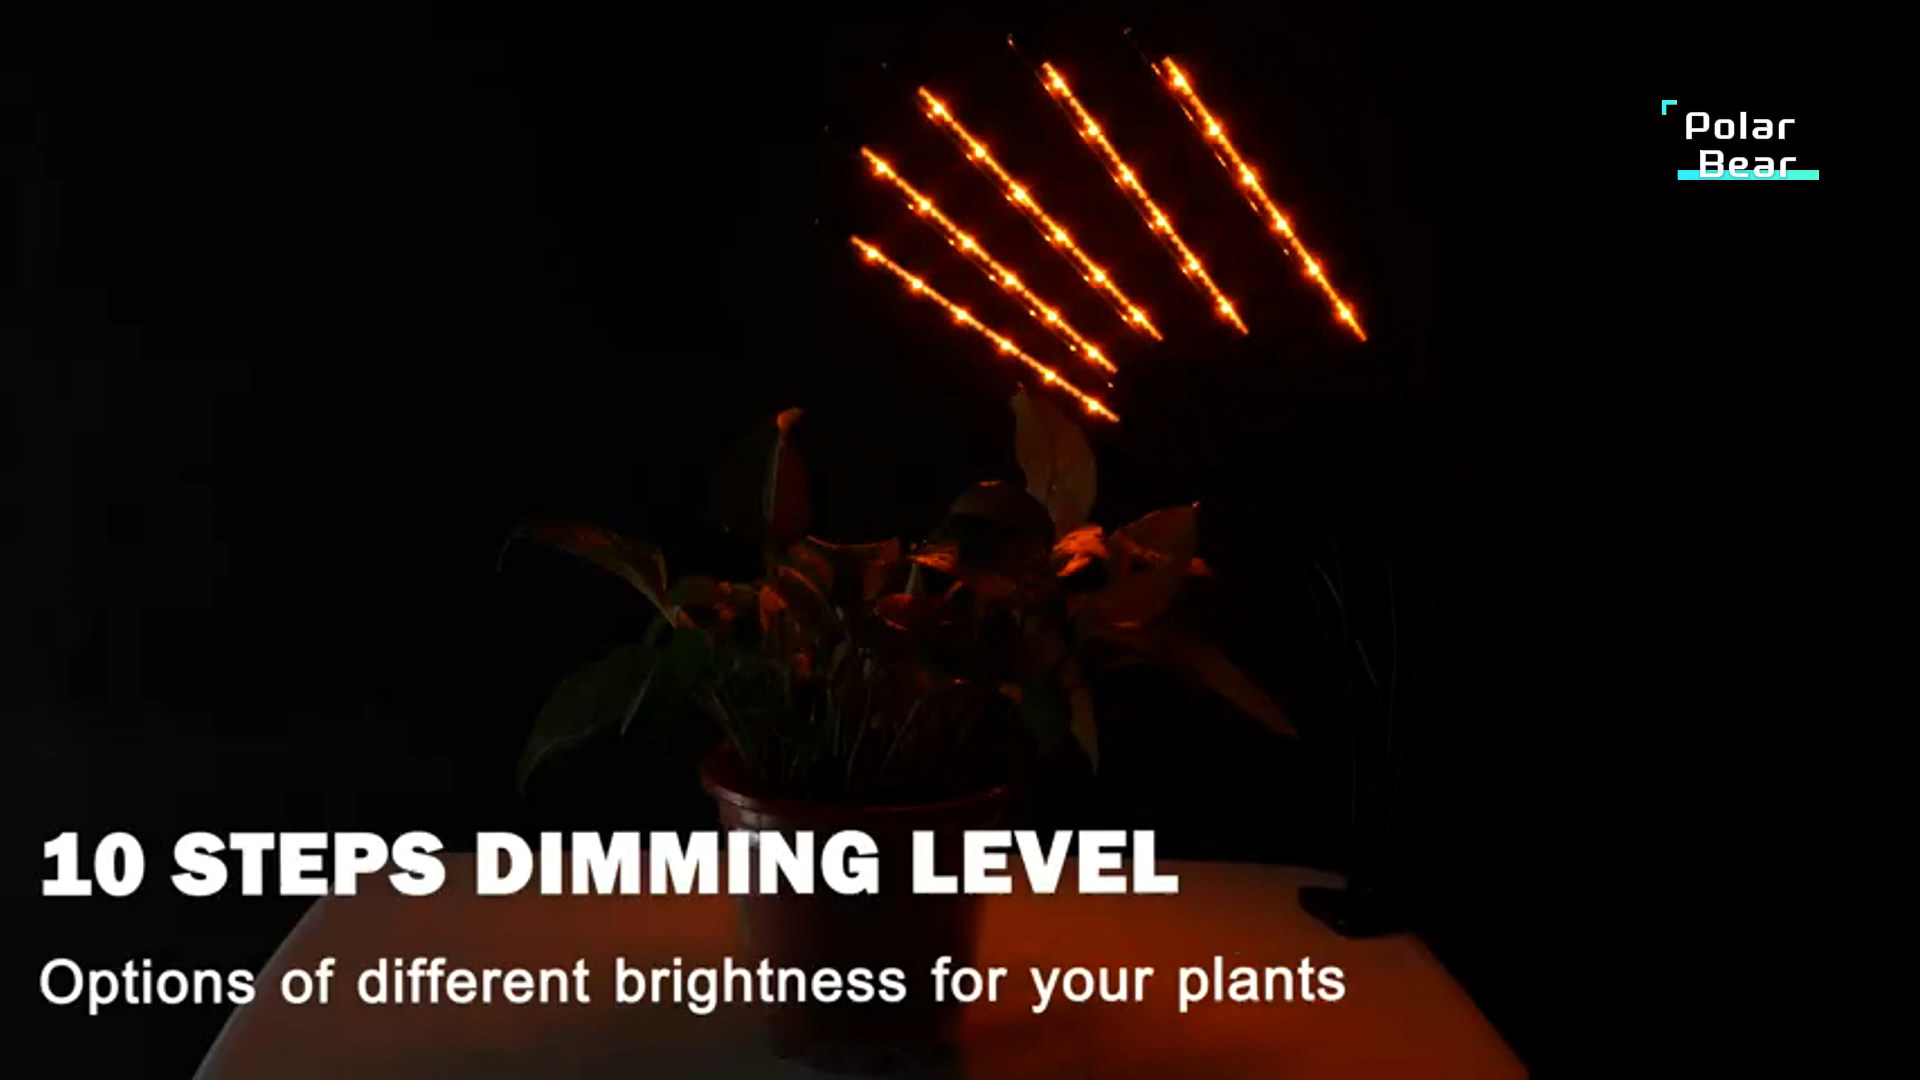 Polar
Bear
10 STEPS DIMMING LEVEL
Options of different brightness for your plants